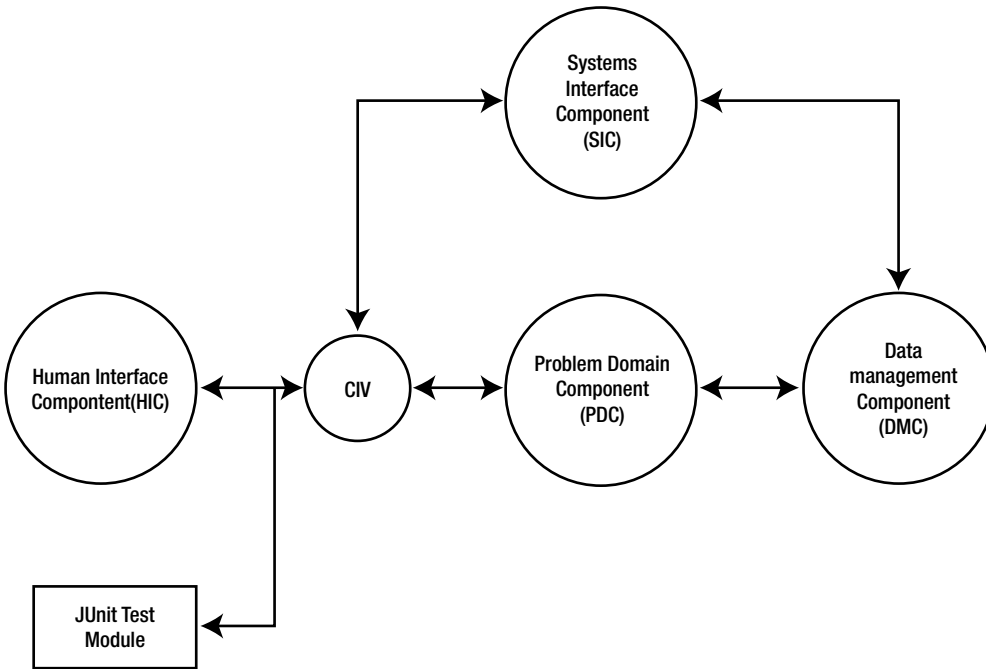 Systems
Interface
Component
(SIC)
Human Interface
Compontent(HIC)
CIV
Problem Domain
Component
(PDC)
Data
management
Component
(DMC)
JUnit Test
Module